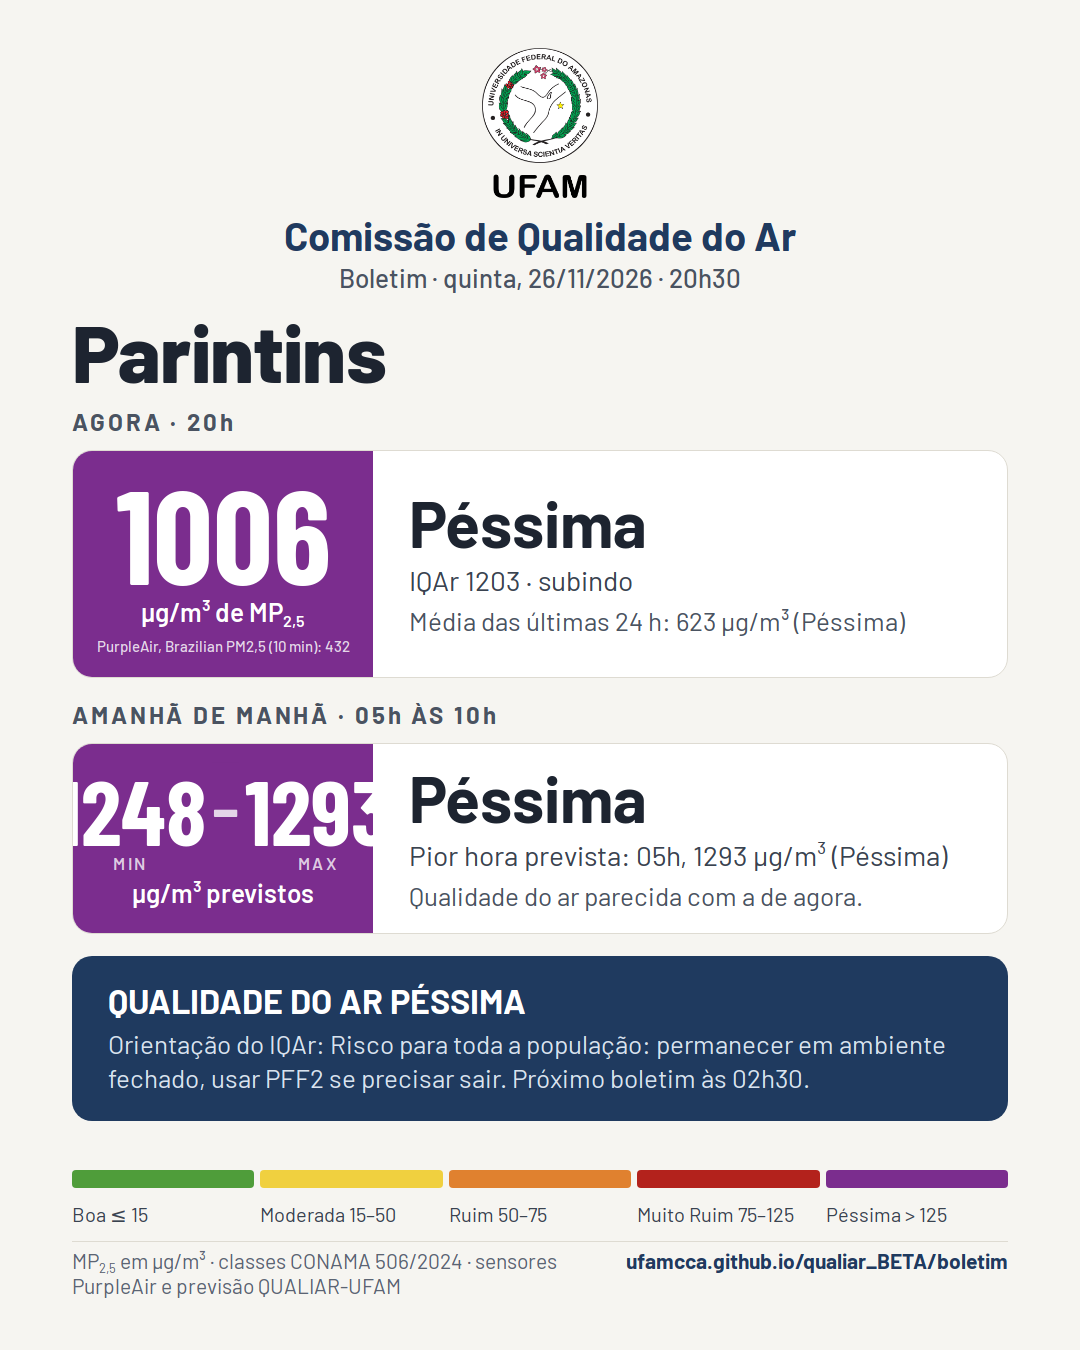 UNIVERSIDADE FEDERAL DO AMAZONAS
IN UNIVERSA SCIENTIA VERITAS
UFAM
Comissão de Qualidade do Ar
Boletim · quinta, 26/11/2026 · 20h30
Parintins
AGORA · 20h
1006
µg/m³ de MP2,5
PurpleAir, Brazilian PM2,5 (10 min): 432
Péssima
IQAr 1203 · subindo
Média das últimas 24 h: 623 µg/m³ (Péssima)
AMANHÃ DE MANHÃ · 05h ÀS 10h
1248 – 1293
MIN MAX
µg/m³ previstos
Péssima
Pior hora prevista: 05h, 1293 µg/m³ (Péssima)
Qualidade do ar parecida com a de agora.
QUALIDADE DO AR PÉSSIMA
Orientação do IQAr: Risco para toda a população: permanecer em ambiente
fechado, usar PFF2 se precisar sair. Próximo boletim às 02h30.
Boa ≤ 15 Moderada 15–50 Ruim 50–75 Muito Ruim 75–125 Péssima > 125
MP2,5 em µg/m³ · classes CONAMA 506/2024 · sensores
PurpleAir e previsão QUALIAR-UFAM
ufamcca.github.io/qualiar_BETA/boletim